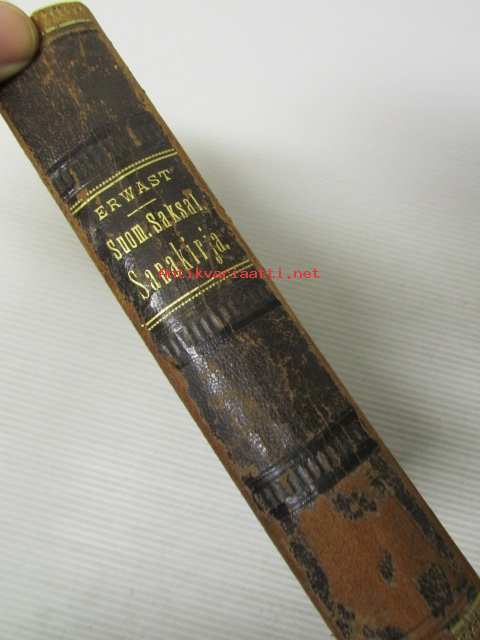 ERWAST
Suom. Saksal.
Sanakirja.
Antikvariaatti.net